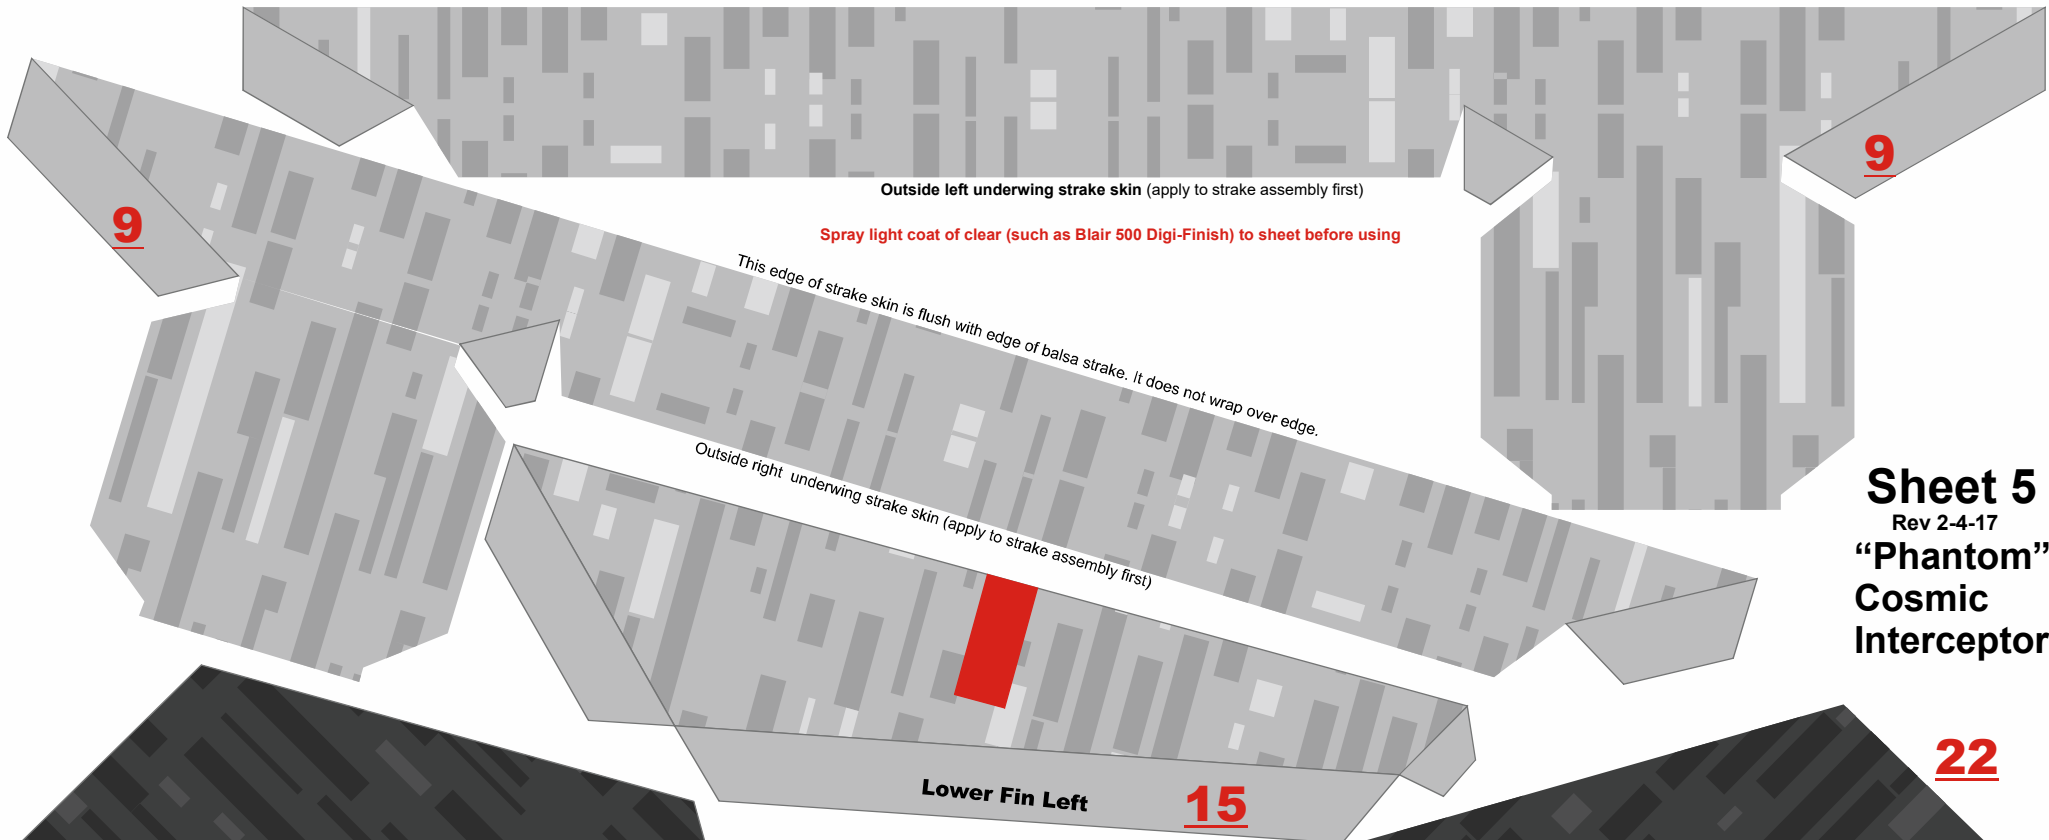 9
9
Outside left underwing strake skin (apply to strake assembly first)
Spray light coat of clear (such as Blair 500 Digi-Finish) to sheet before using
This edge of strake skin is flush with edge of balsa strake. It does not wrap over edge.
Outside right underwing strake skin (apply to strake assembly first)
Sheet 5
Rev 2-4-17
“Phantom”
Cosmic
Interceptor
22
Lower Fin Left
15